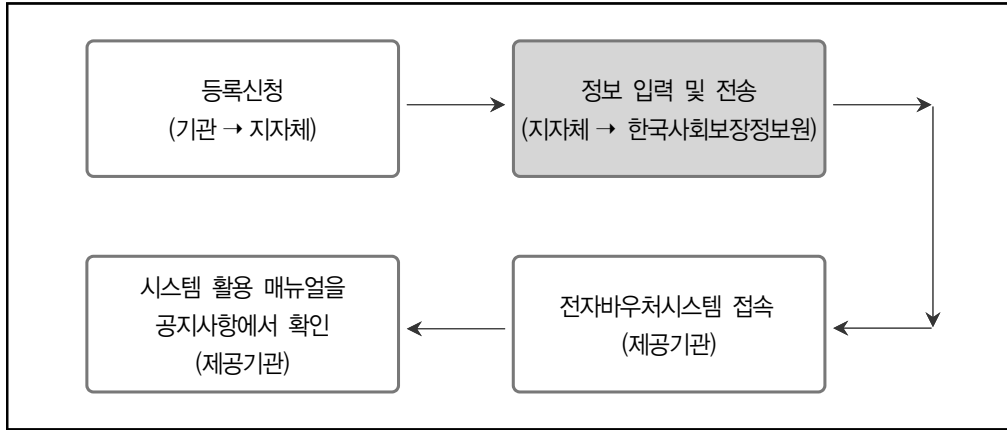 등록신청
(기관 → 지자체)
정보 입력 및 전송
(지자체 → 한국사회보장정보원)
전자바우처시스템 접속
(제공기관)
시스템 활용 매뉴얼을
공지사항에서 확인
(제공기관)